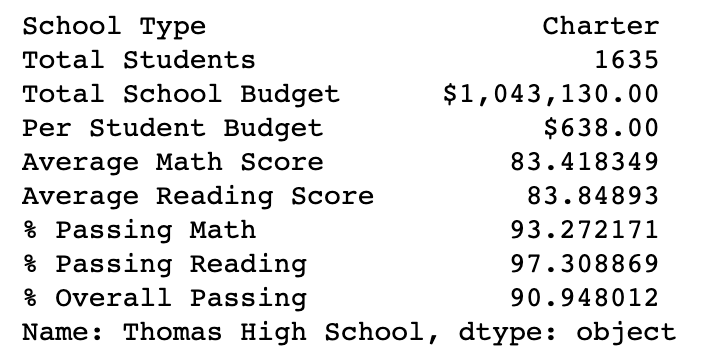 School Type Charter
Total Students 1635
Total School Budget $1,043,130.00
Per Student Budget $638.00
Average Math Score 83.418349
Average Reading Score 83.84893
% Passing Math 93.272171
% Passing Reading 97.308869
% Overall Passing 90.948012
Name: Thomas High School, dtype: object